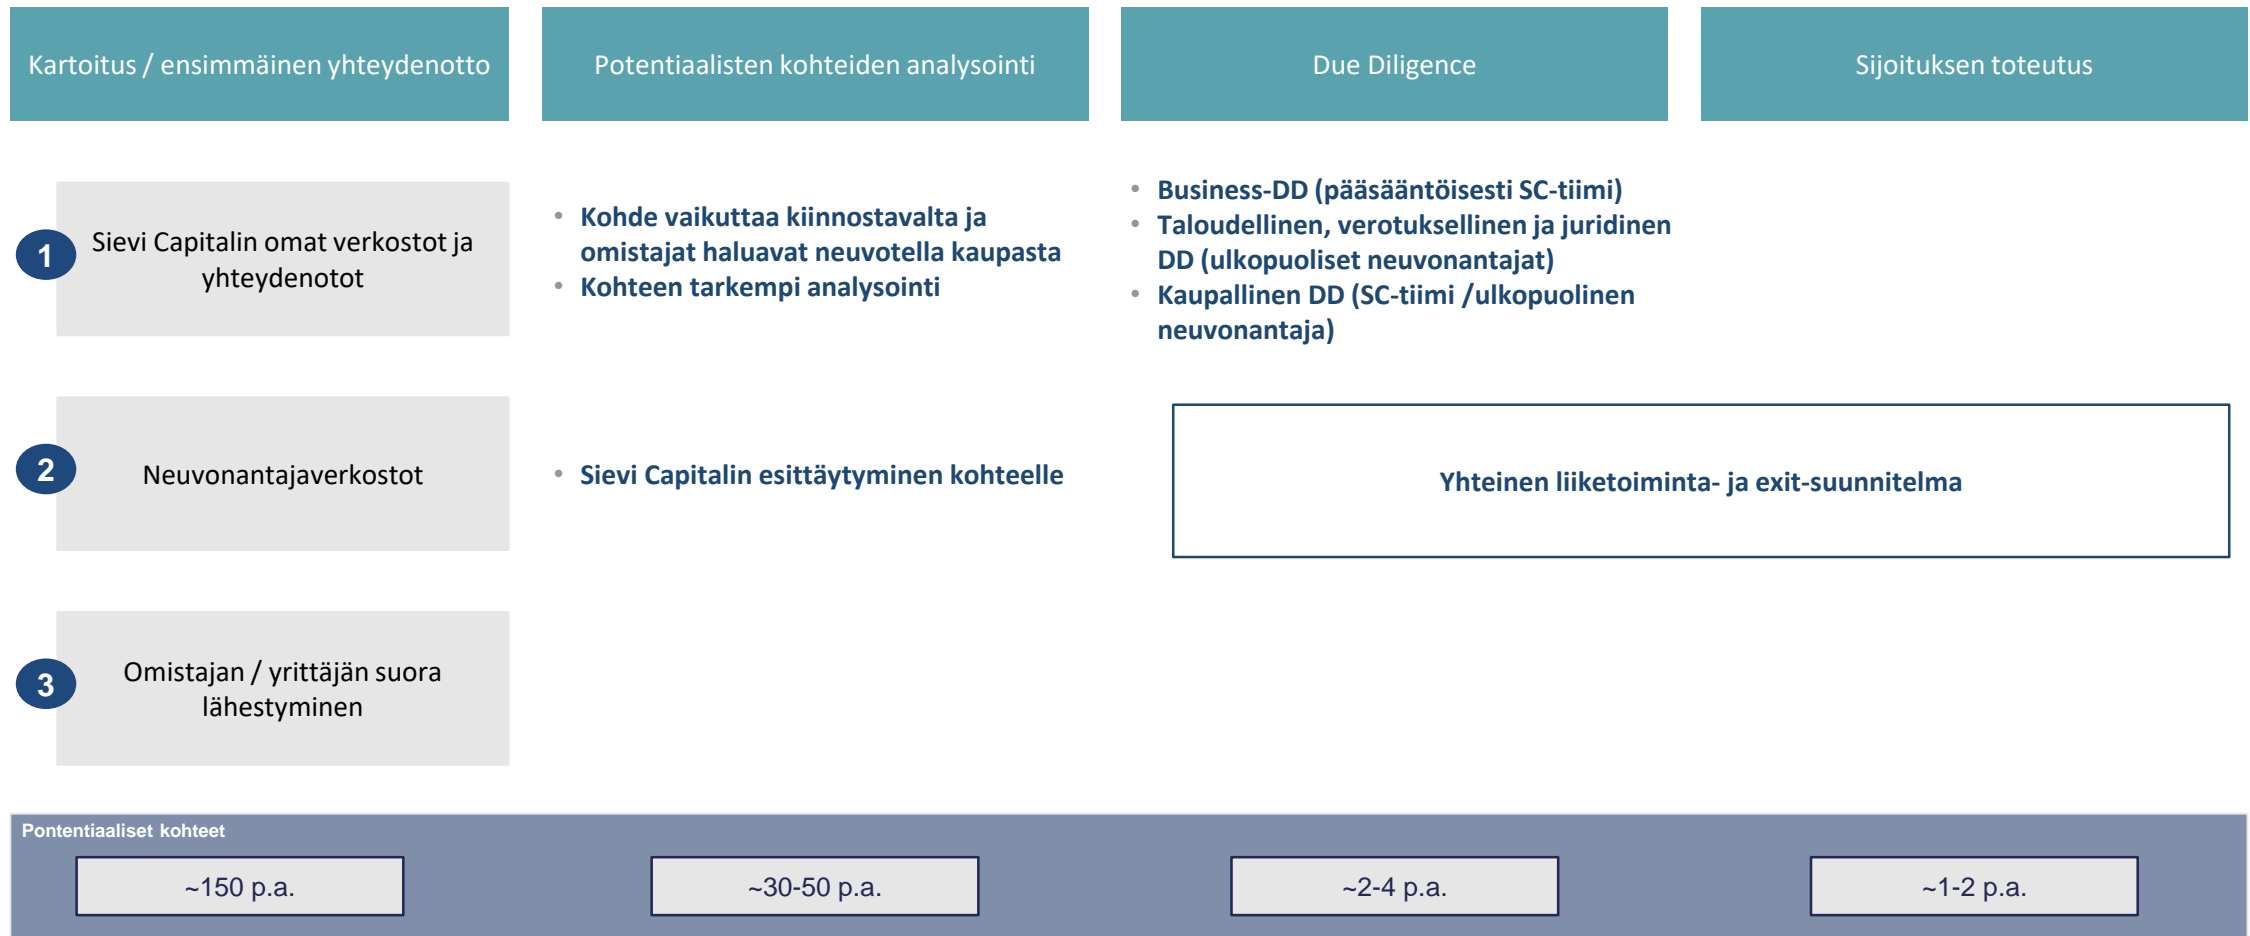 Kartoitus / ensimmäinen yhteydenotto
Potentiaalisten kohteiden analysointi
Due Diligence
Sijoituksen toteutus
1
Sievi Capitalin omat verkostot ja
yhteydenotot
• Kohde vaikuttaa kiinnostavalta ja
omistajat haluavat neuvotella kaupasta
• Kohteen tarkempi analysointi
• Business-DD (pääsääntöisesti SC-tiimi)
• Taloudellinen, verotuksellinen ja juridinen
DD (ulkopuoliset neuvonantajat)
• Kaupallinen DD (SC-tiimi /ulkopuolinen
neuvonantaja)
2
Neuvonantajaverkostot
• Sievi Capitalin esittäytyminen kohteelle
Yhteinen liiketoiminta- ja exit-suunnitelma
3
Omistajan / yrittäjän suora
lähestyminen
Pontentiaaliset kohteet
~150 p.a.
~30-50 p.a.
~2-4 p.a.
~1-2 p.a.